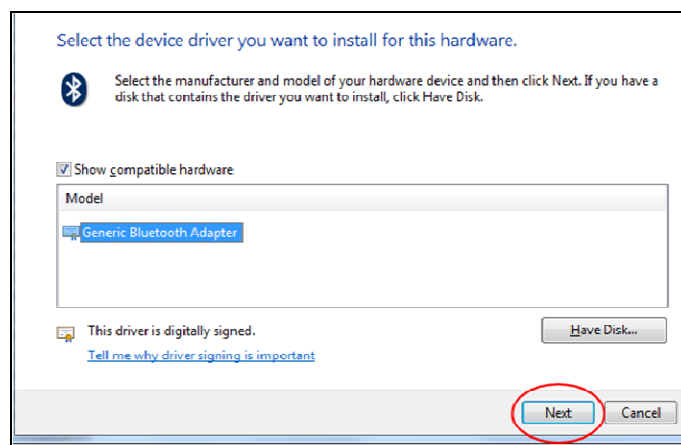 Select the device driver you want to install for this hardware.
Select the manufacturer and model of your hardware device and then click Next. If you have a
disk that contains the driver you want to install, click Have Disk.
Show compatible hardware
Model
Generic Bluetooth Adapter
This driver is digitally signed.
Have Disk...
Tell me why driver signing is important
Next
Cancel